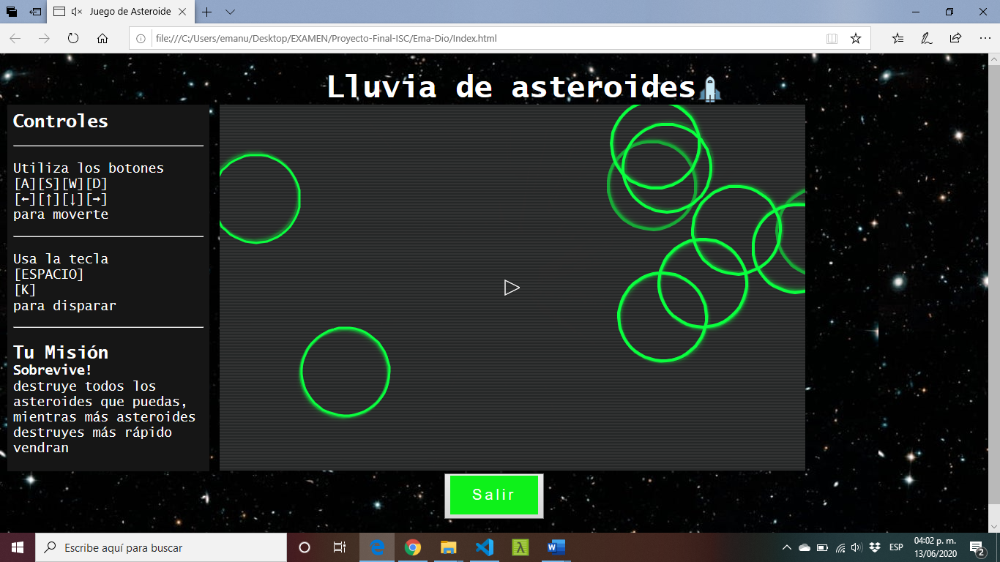 Juego de Asteroide
file:///C:/Users/emanu/Desktop/EXAMEN/Proyecto-Final-ISC/Ema-Dio/Index.html
Lluvia de asteroides
Controles
Utiliza los botones
[A][S][W][D]
[←][↑][↓][→]
para moverte
Usa la tecla
[ESPACIO]
[K]
para disparar
Tu Misión
Sobrevive!
destruye todos los
asteroides que puedas,
mientras más asteroides
destruyes más rápido
vendran
Salir
Escribe aquí para buscar
ESP
04:02 p. m.
13/06/2020
2